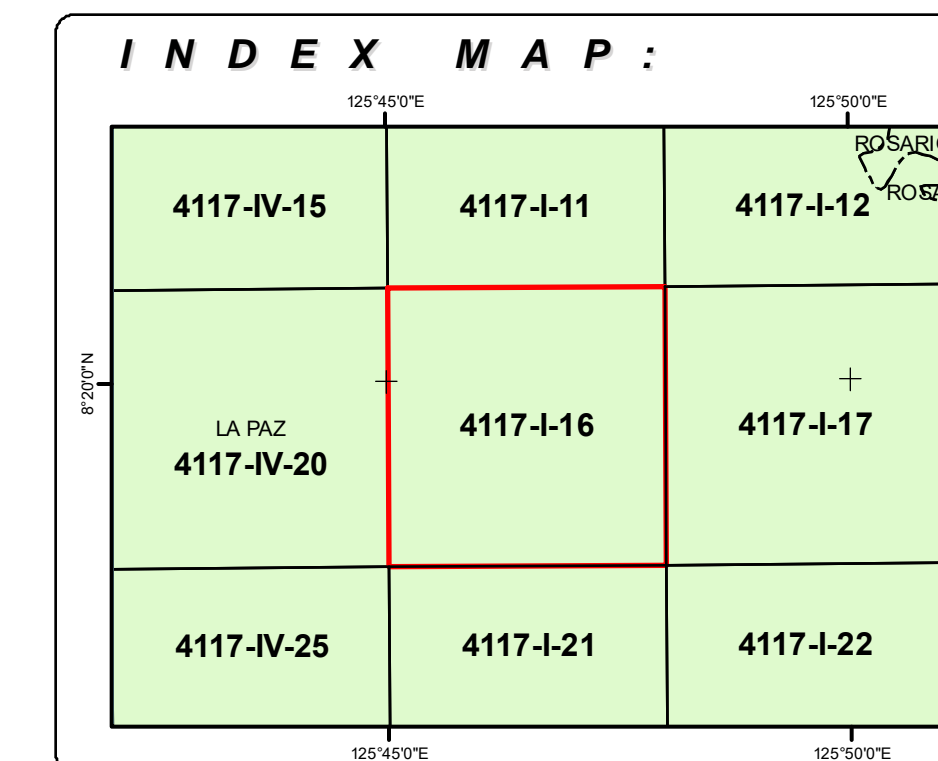 INDEX MAP:
125°45'0"E
125°50'0"E
ROSARI
4117-IV-15
4117-I-11
4117-I-12
8°20'0"N
LA PAZ
4117-IV-20
4117-I-16
4117-I-17
4117-IV-25
4117-I-21
4117-I-22
125°45'0"E
125°50'0"E